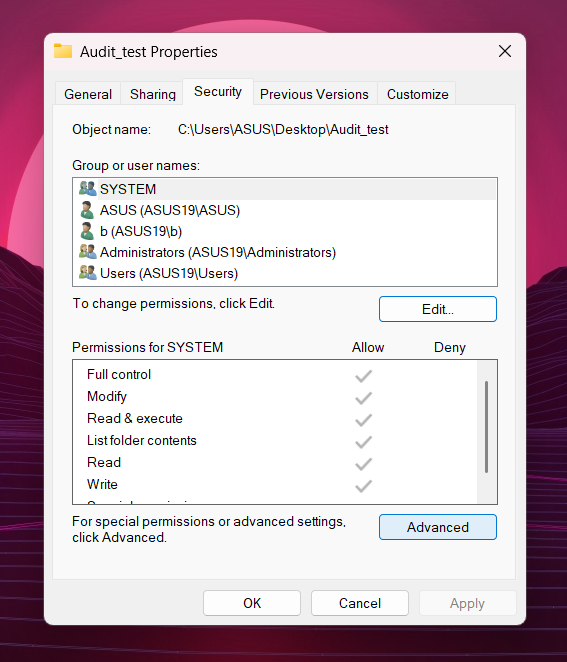 Audit_test Properties
General
Sharing
Security
Previous Versions
Customize
Object name: C:\Users\ASUS\Desktop\Audit_test
Group or user names:
SYSTEM
ASUS (ASUS19\ASUS)
b (ASUS19\b)
Administrators (ASUS19\Administrators)
Users (ASUS19\Users)
To change permissions, click Edit.
Edit...
Permissions for SYSTEM Allow Deny
Full control
Modify
Read & execute
List folder contents
Read
Write
For special permissions or advanced settings,
click Advanced.
Advanced
OK
Cancel
Apply